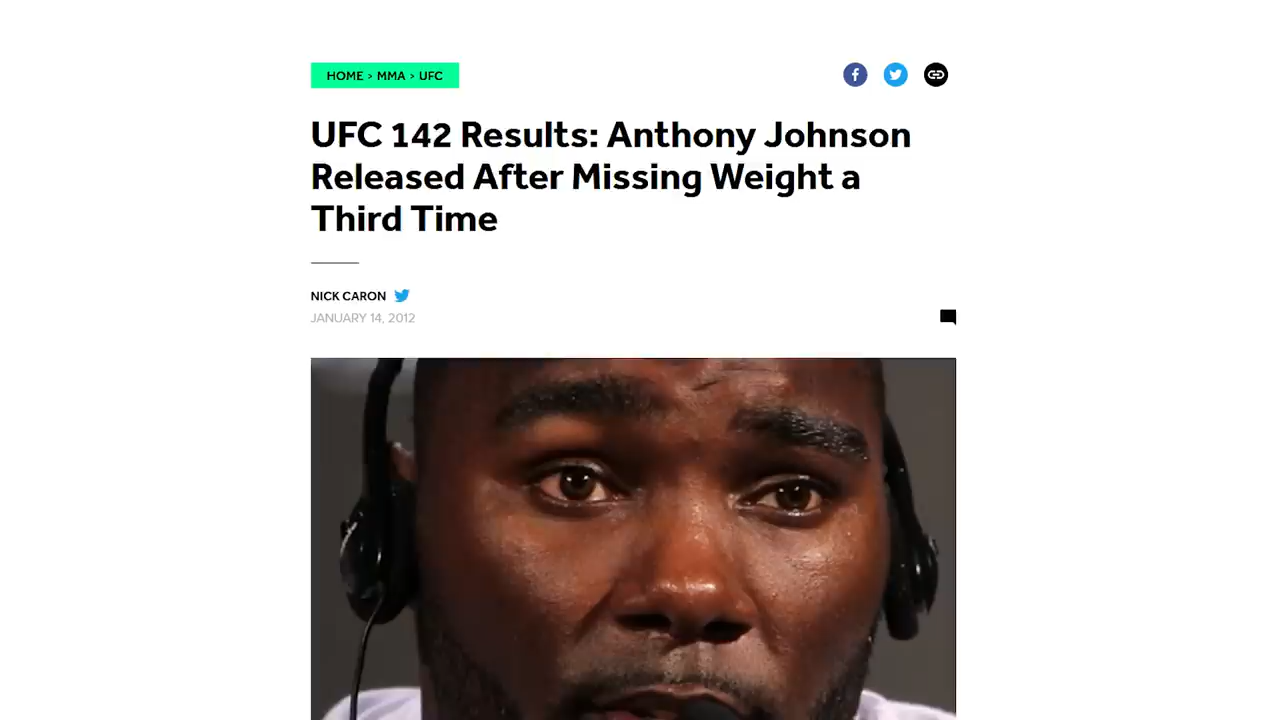 HOME > MMA > UFC
UFC 142 Results: Anthony Johnson
Released After Missing Weight a
Third Time
NICK CARON
JANUARY 14, 2012